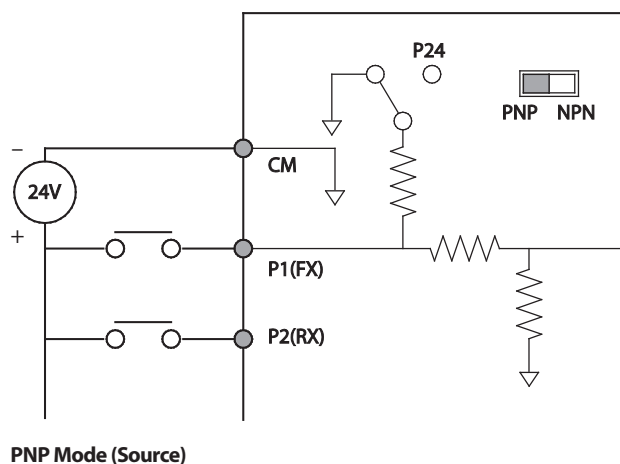 P24
PNP NPN
–
CM
24V
+
P1(FX)
P2(RX)
PNP Mode (Source)